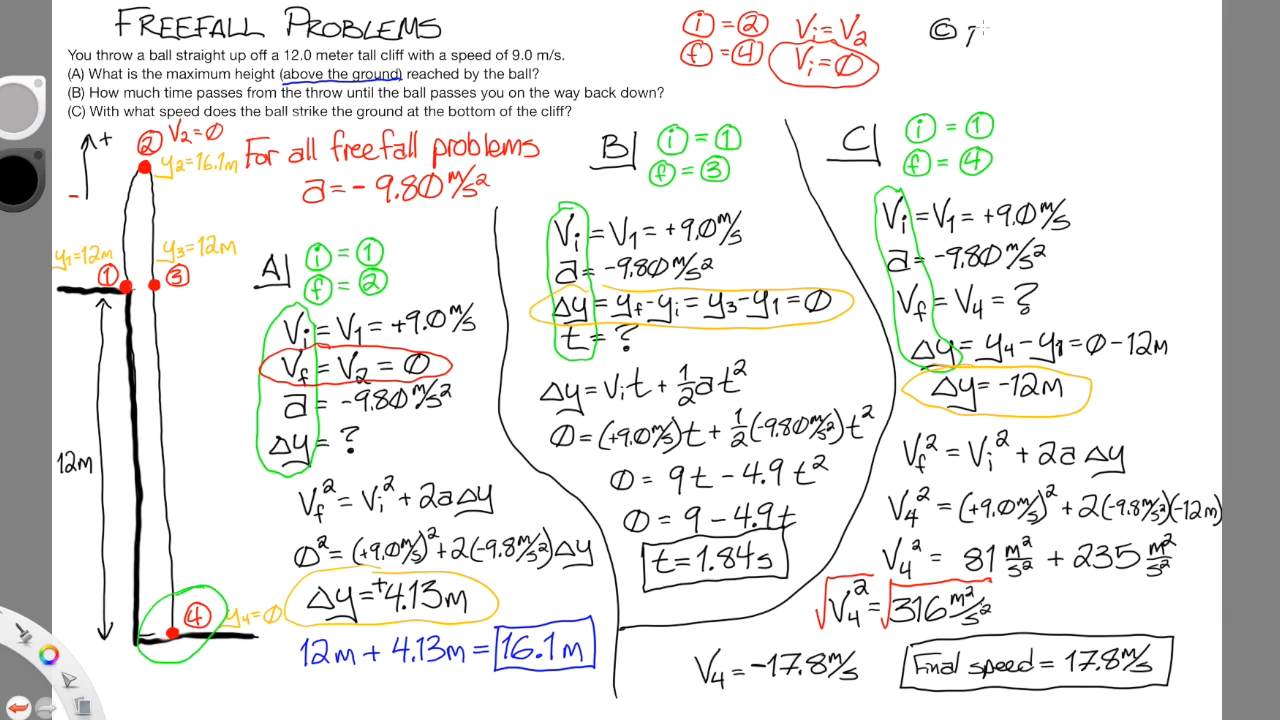 FREEFALL PROBLEMS
You throw a ball straight up off a 12.0 meter tall cliff with a speed of 9.0 m/s.
(A) What is the maximum height (above the ground) reached by the ball?
(B) How much time passes from the throw until the ball passes you on the way back down?
(C) With what speed does the ball strike the ground at the bottom of the cliff?
i = 2 Vi = V2
f = 4 Vi = 0
©
+
-
2 V2 = 0
y2 = 16.1m
For all freefall problems
a = -9.80 m/s²
y1 = 12m
y3 = 12m
1
3
12m
4
y4 = 0
A)
i = 1
f = 2
Vi = V1 = +9.0 m/s
Vf = V2 = 0
a = -9.80 m/s²
Δy = ?
Vf² = Vi² + 2aΔy
0² = (+9.0 m/s)² + 2(-9.8 m/s²)Δy
Δy = +4.13m
12m + 4.13m = 16.1m
B)
i = 1
f = 3
Vi = V1 = +9.0 m/s
a = -9.80 m/s²
Δy = yf - yi = y3 - y1 = 0
t = ?
Δy = Vit + 1/2 at²
0 = (+9.0 m/s)t + 1/2 (-9.80 m/s²)t²
0 = 9t - 4.9t²
0 = 9 - 4.9t
t = 1.84s
C)
i = 1
f = 4
Vi = V1 = +9.0 m/s
a = -9.80 m/s²
Vf = V4 = ?
Δy = y4 - y1 = 0 - 12m
Δy = -12m
Vf² = Vi² + 2aΔy
V4² = (+9.0 m/s)² + 2(-9.8 m/s²)(-12m)
V4² = 81 m²/s² + 235 m²/s²
√V4² = √316 m²/s²
V4 = -17.8 m/s
Final speed = 17.8 m/s